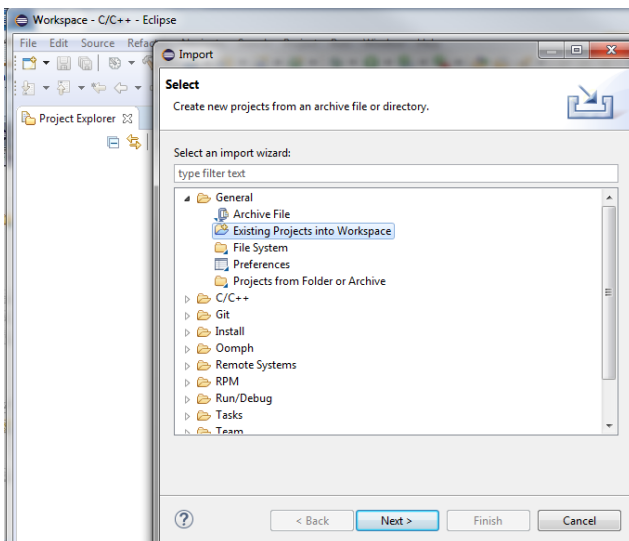 Workspace - C/C++ - Eclipse
File Edit Source
Import
Project Explorer
Select
Create new projects from an archive file or directory.
Select an import wizard:
type filter text
General
Archive File
Existing Projects into Workspace
File System
Preferences
Projects from Folder or Archive
C/C++
Git
Install
Oomph
Remote Systems
RPM
Run/Debug
Tasks
Team
?
< Back Next > Finish Cancel